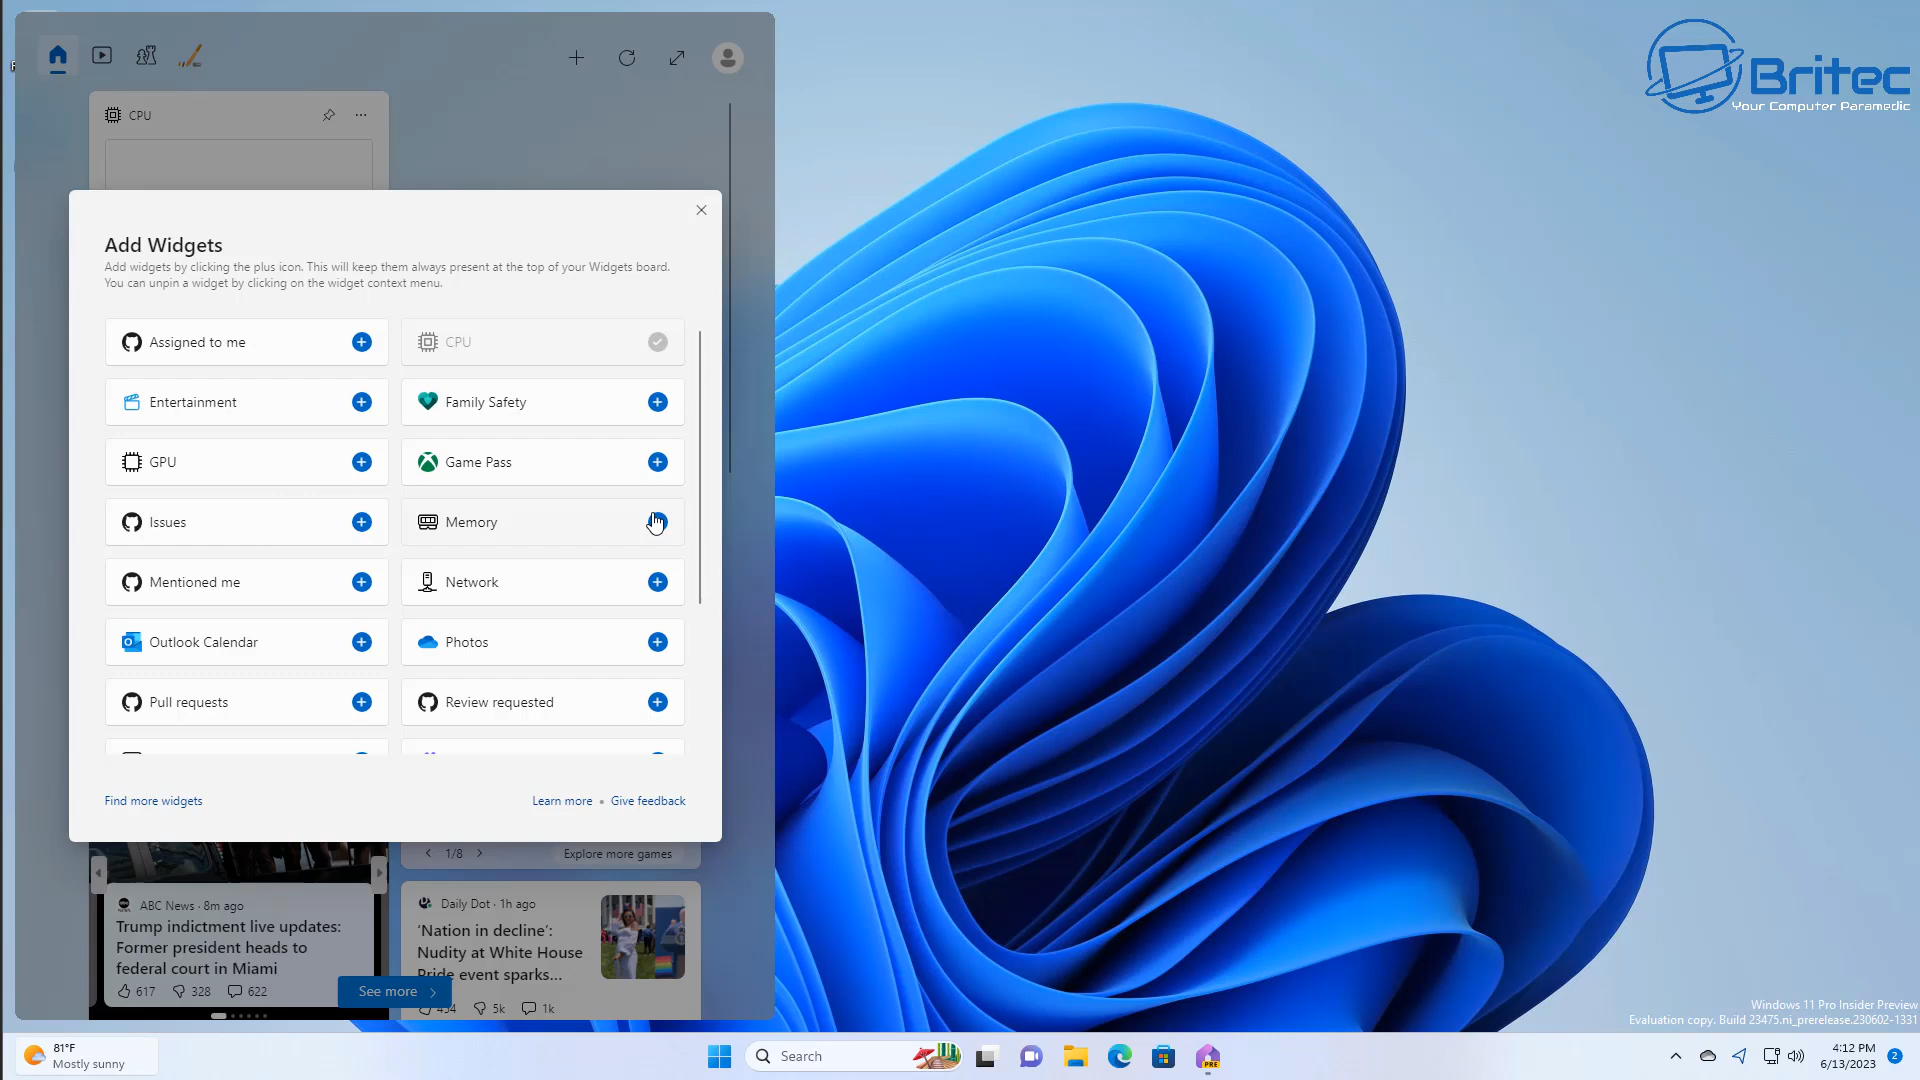 Britec
Your Computer Paramedic
CPU
Add Widgets
Add widgets by clicking the plus icon. This will keep them always present at the top of your Widgets board.
You can unpin a widget by clicking on the widget context menu.
Assigned to me
CPU
Entertainment
Family Safety
GPU
Game Pass
Issues
Memory
Mentioned me
Network
Outlook Calendar
Photos
Pull requests
Review requested
Find more widgets
Learn more • Give feedback
1/8
Explore more games
ABC News · 8m ago
Trump indictment live updates:
Former president heads to
federal court in Miami
617 328 622
Daily Dot · 1h ago
‘Nation in decline’:
Nudity at White House
Pride event sparks...
5k 1k
See more
Windows 11 Pro Insider Preview
Evaluation copy. Build 23475.ni_prerelease.230602-1331
81°F
Mostly sunny
Search
PRE
4:12 PM
6/13/2023
2